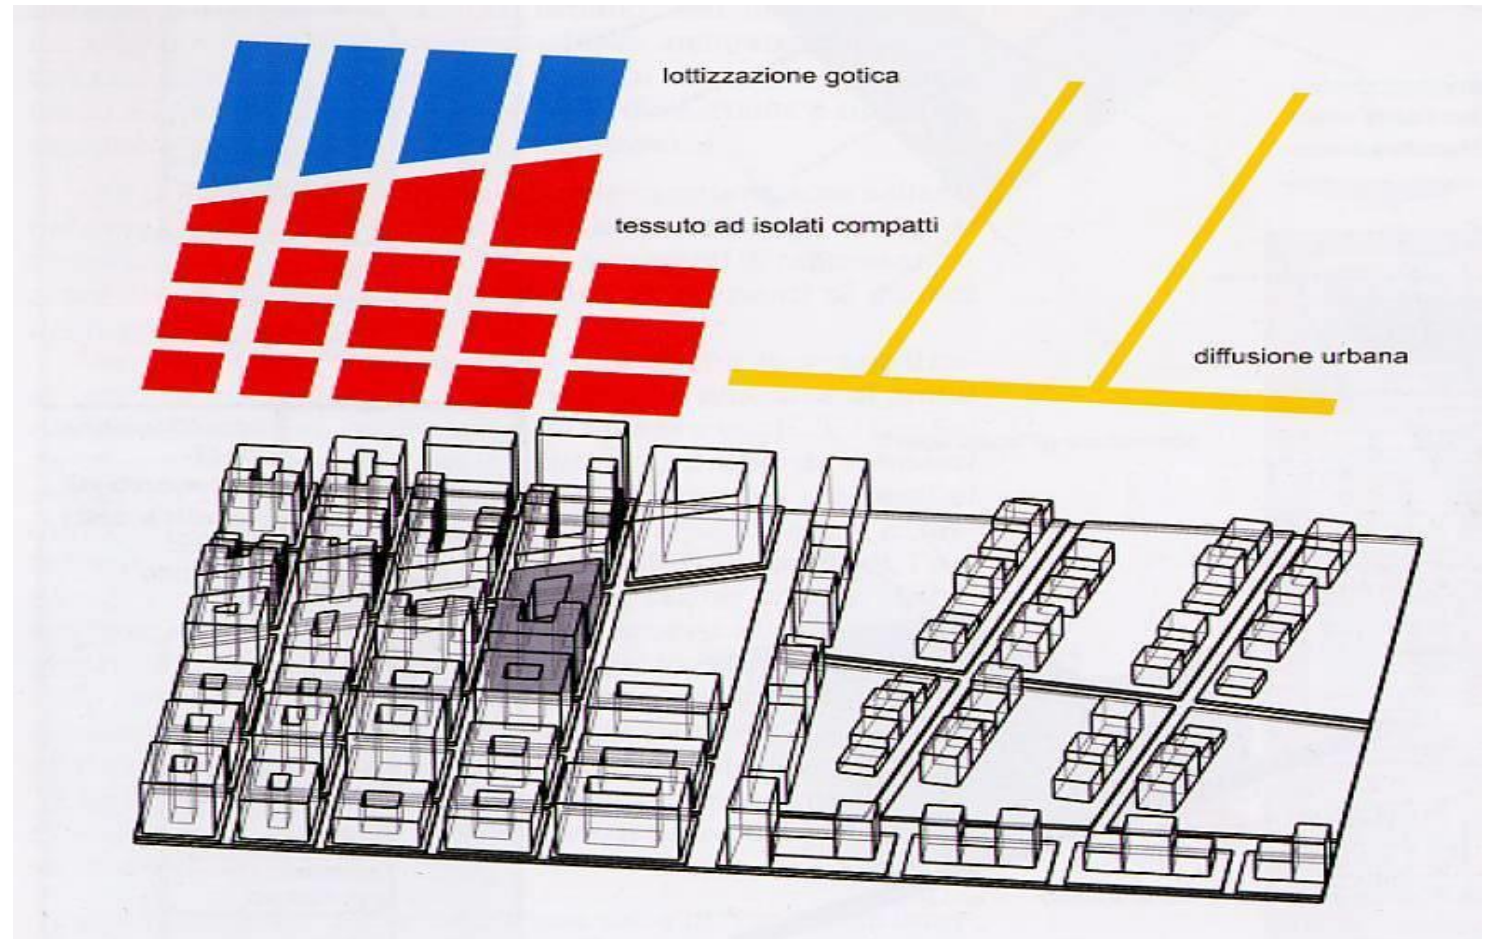 lottizzazione gotica
tessuto ad isolati compatti
diffusione urbana